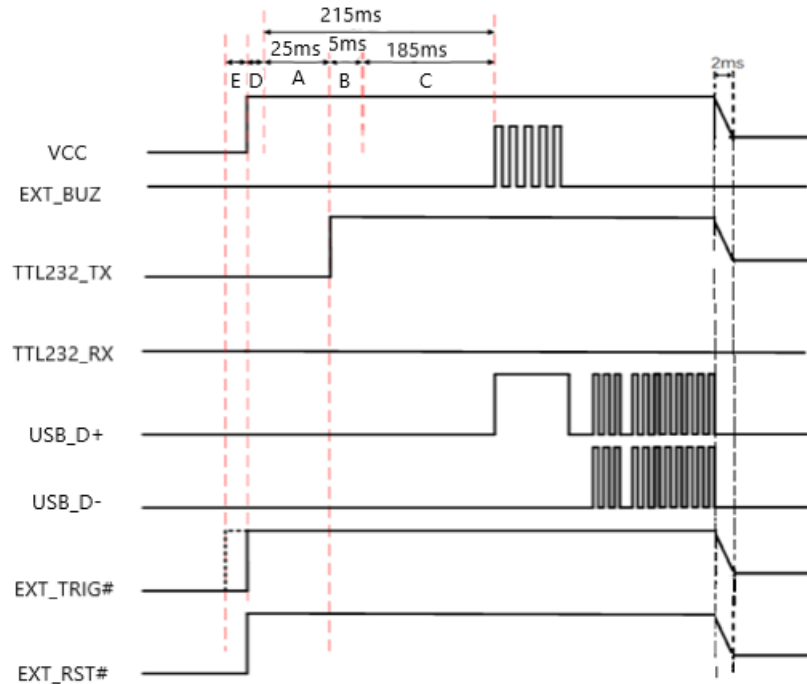 215ms
25ms 5ms 185ms 2ms
E D A B C
VCC
EXT_BUZ
TTL232_TX
TTL232_RX
USB_D+
USB_D-
EXT_TRIG#
EXT_RST#